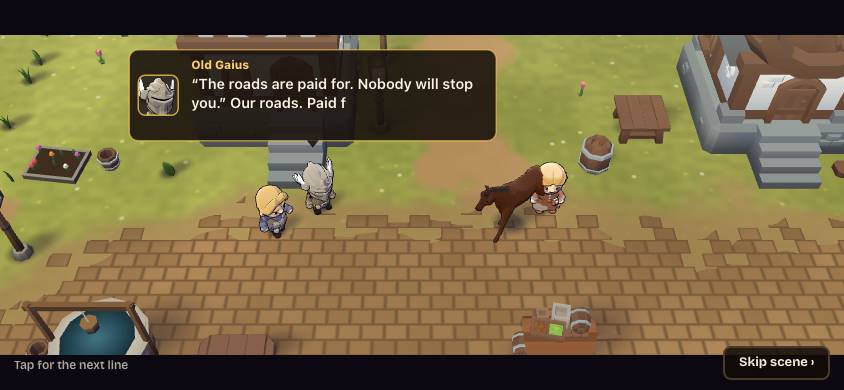 Old Gaius
“The roads are paid for. Nobody will stop
you.” Our roads. Paid f
Tap for the next line
Skip scene ›